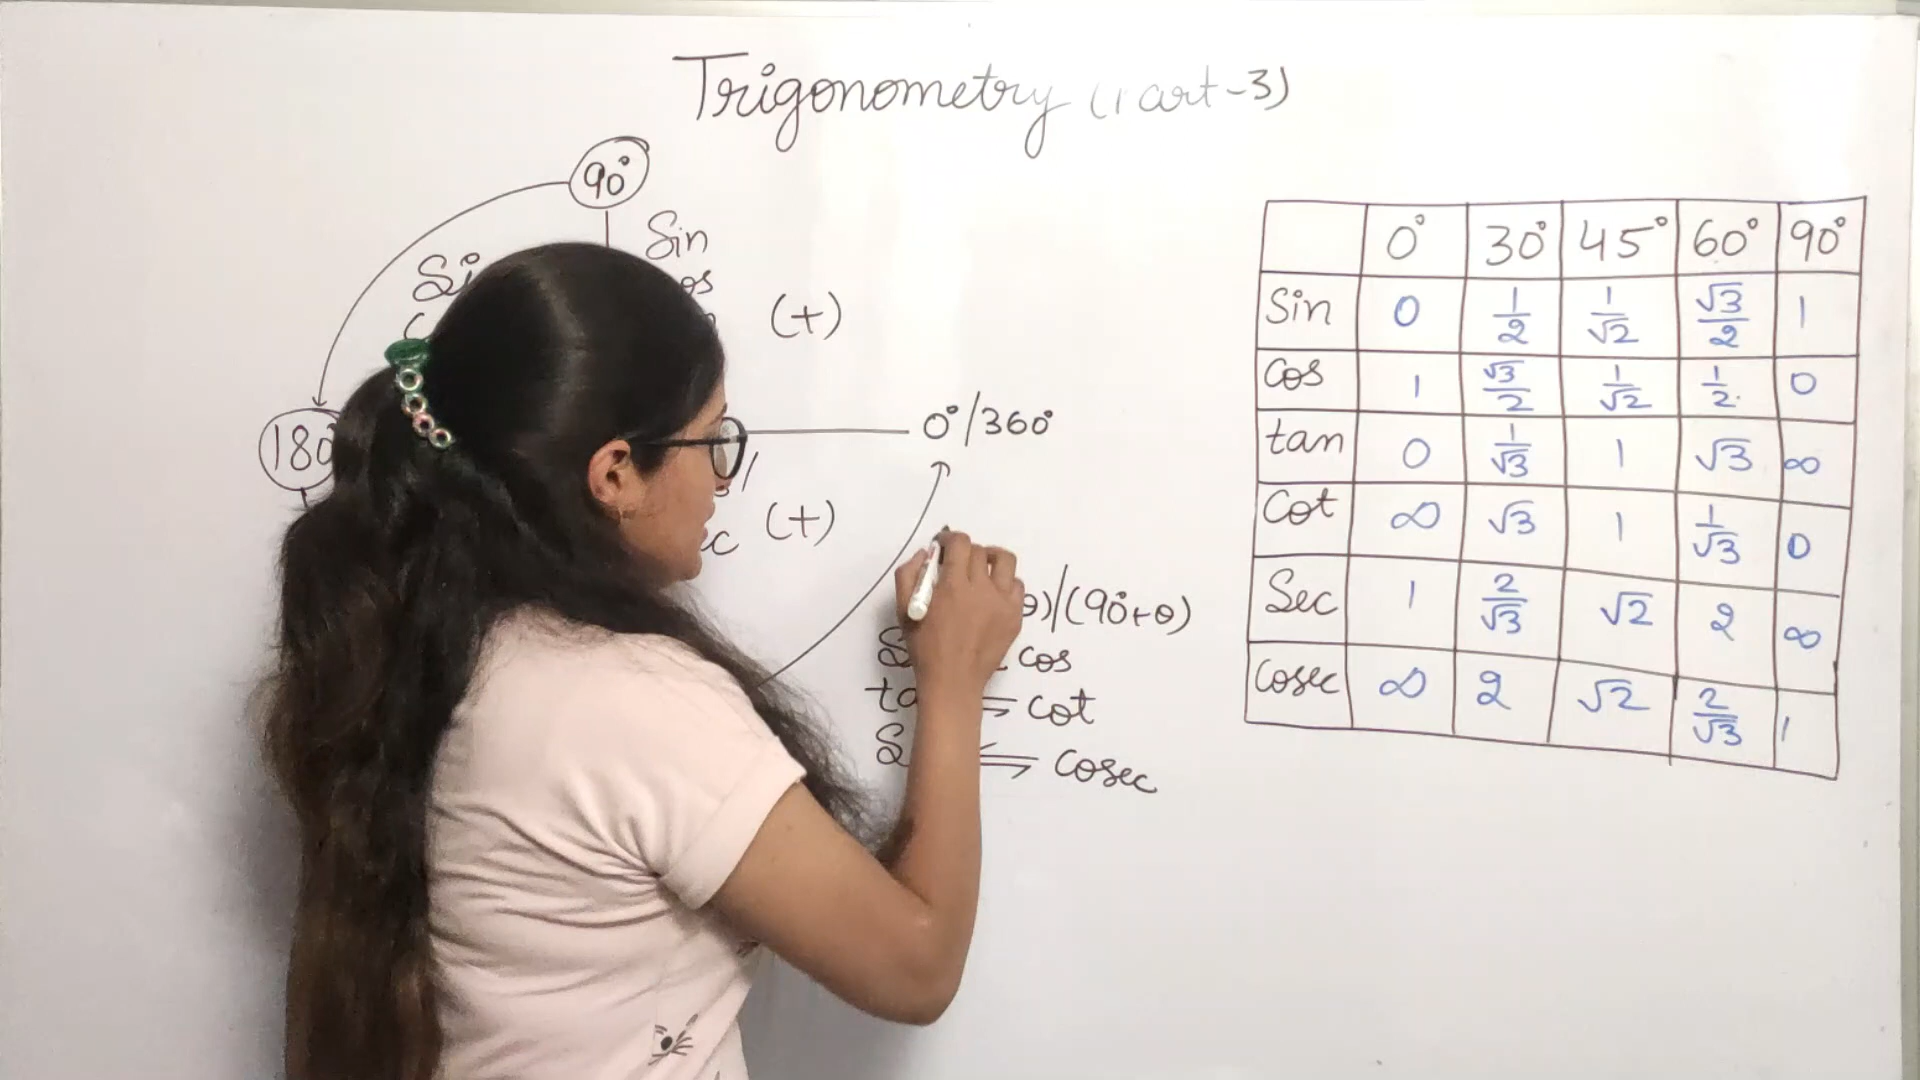 Trigonometry (Part-3)
90°
Sin
(+)
180°
0°/360°
(+)
θ)/(90°+θ)
cos
⇌ cot
⇌ cosec
0° 30° 45° 60° 90°
Sin 0 1/2 1/√2 √3/2 1
Cos 1 √3/2 1/√2 1/2 0
tan 0 1/√3 1 √3 ∞
Cot ∞ √3 1 1/√3 0
Sec 1 2/√3 √2 2 ∞
Cosec ∞ 2 √2 2/√3 1